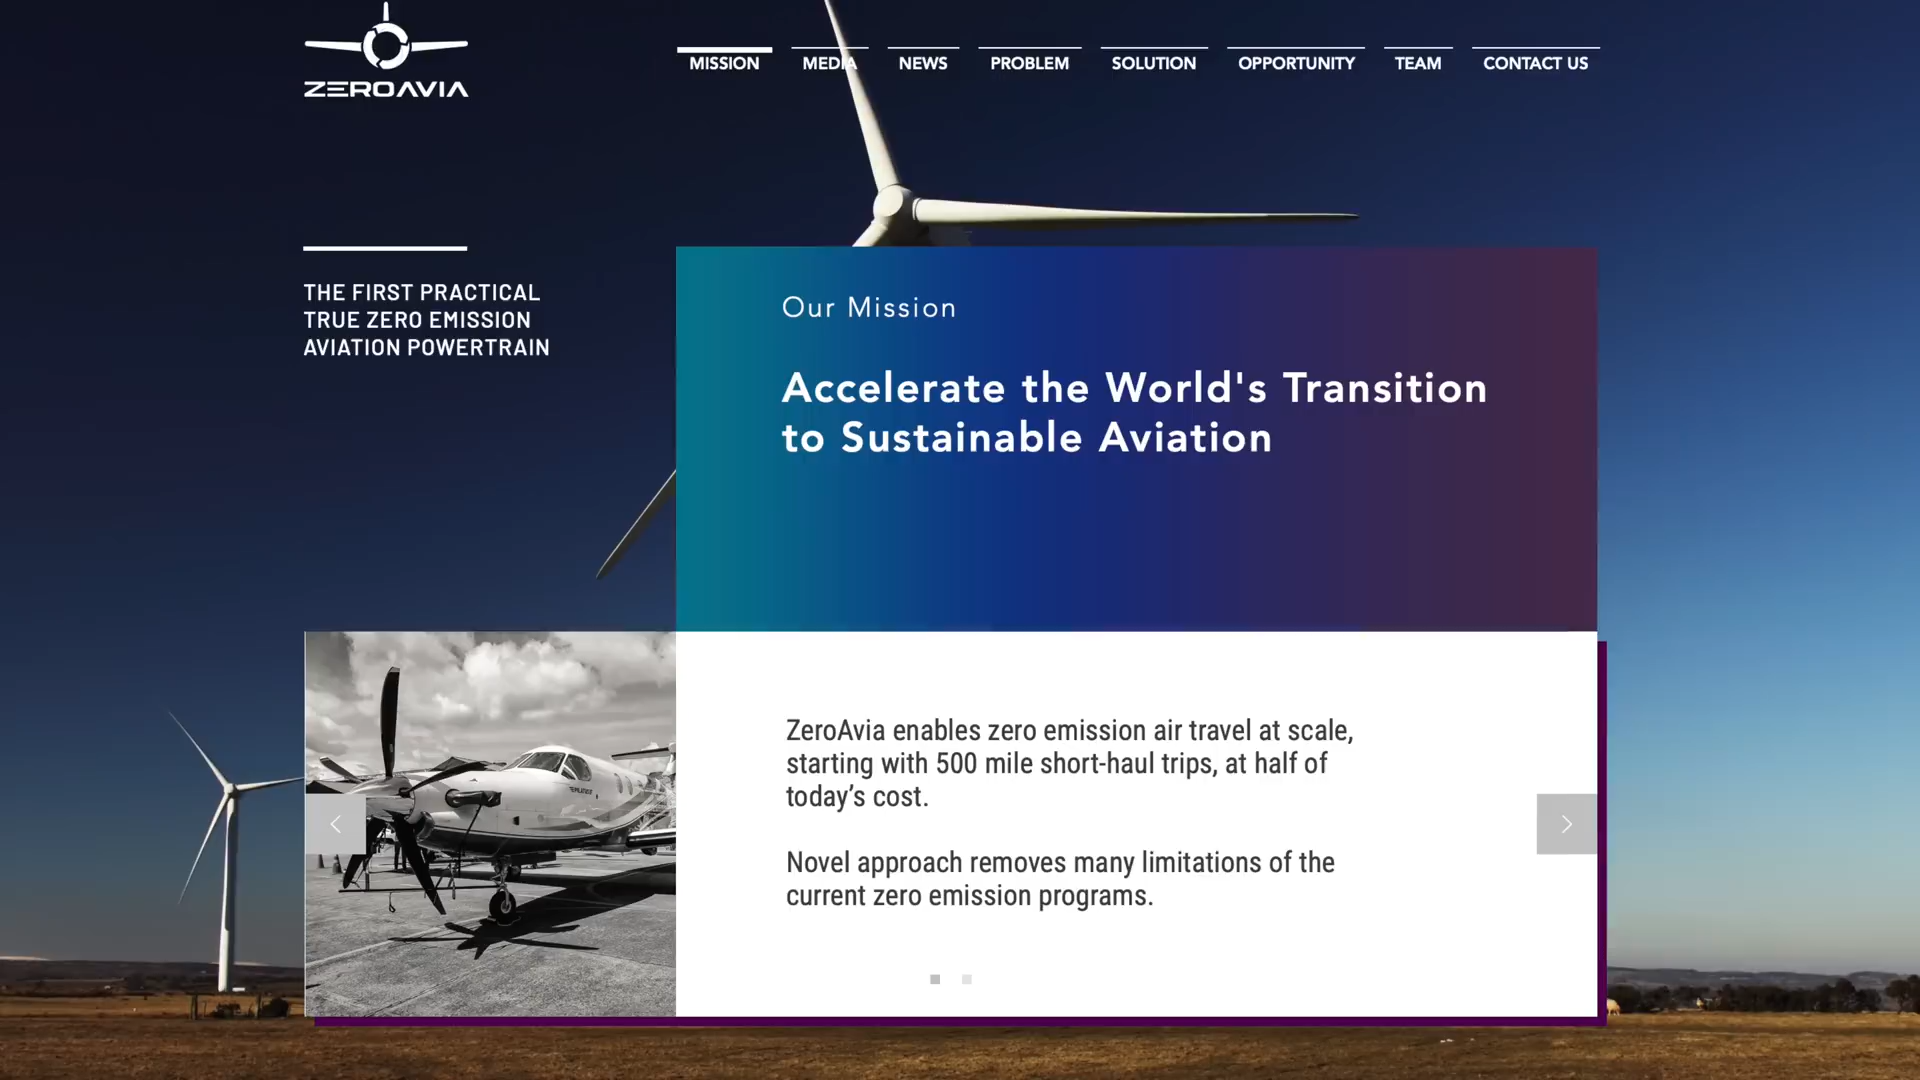 ZEROAVIA
MISSION
MEDIA
NEWS
PROBLEM
SOLUTION
OPPORTUNITY
TEAM
CONTACT US
THE FIRST PRACTICAL
TRUE ZERO EMISSION
AVIATION POWERTRAIN
Our Mission
Accelerate the World's Transition
to Sustainable Aviation
ZeroAvia enables zero emission air travel at scale,
starting with 500 mile short-haul trips, at half of
today’s cost.
Novel approach removes many limitations of the
current zero emission programs.